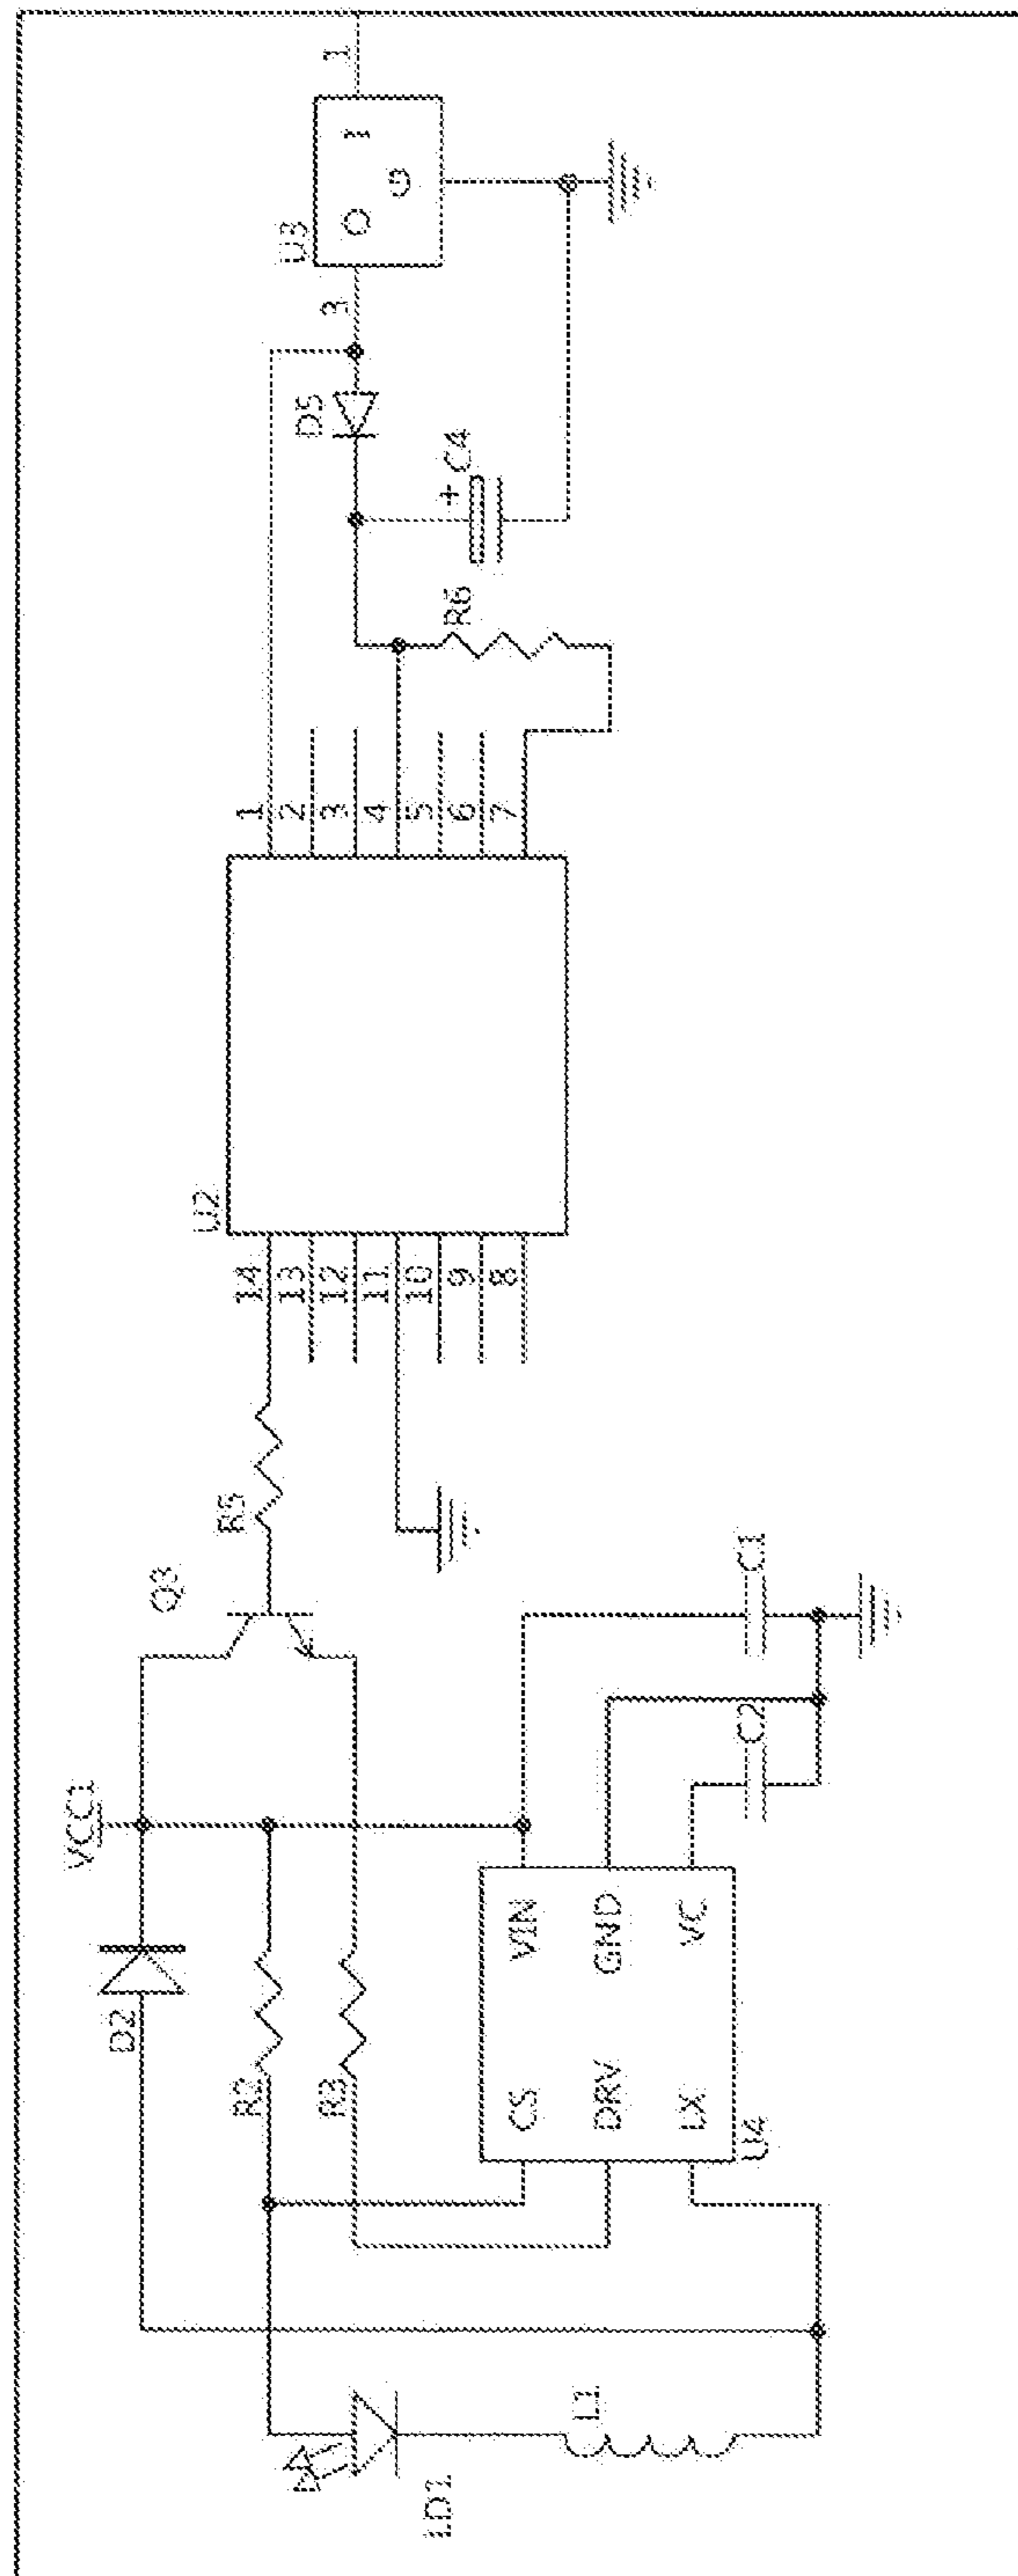 1
I
G
O
U3
3
D5
+
C4
R6
1
2
3
4
5
6
7
U2
14
13
12
11
10
9
8
R5
Q3
C1
C2
VCC1
D2
R2
R3
VIN
GND
VC
CS
DRV
LX
U4
L1
LD1